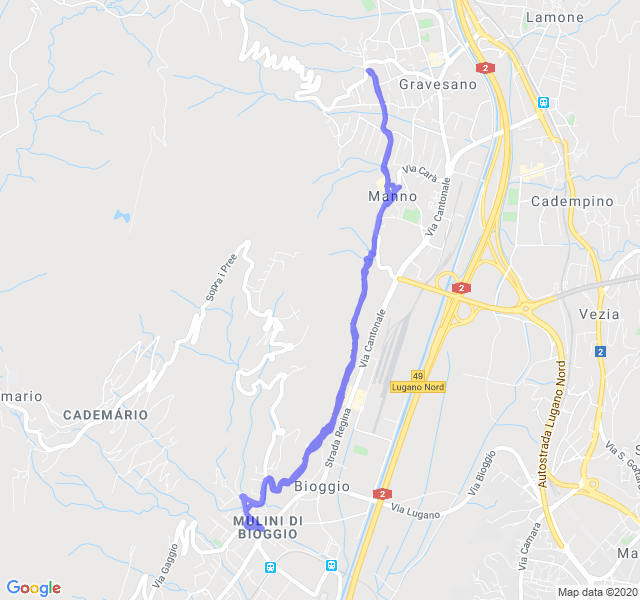 Lamone
2
Gravesano
Via Carà
Manno
Via Cantonale
Cadempino
Sopra i Pree
2
Vezia
Via Cantonale
2
49
Lugano Nord
Autostrada Lugano Nord
mario
CADEMÁRIO
Strada Regina
Via Bioggio
Via S. Gotta
Bioggio
2
Via Lugano
MULINI DI
BIOGGIO
Via Camara
Via Gaggio
Ma
Google
Map data ©2020